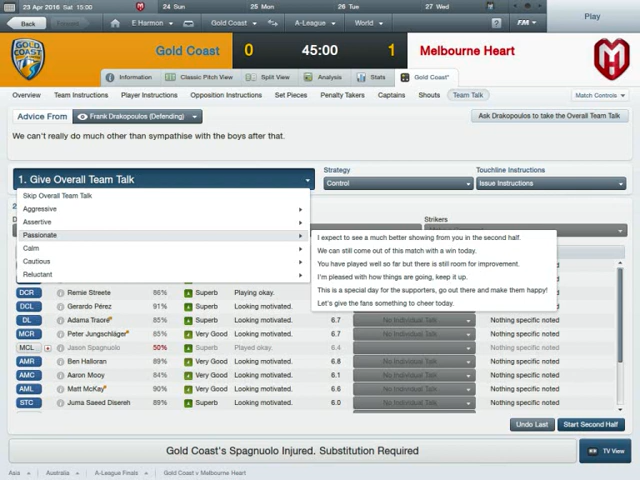 23 Apr 2016 Sat 15:00
24 Sun
25 Mon
26 Tue
27 Wed
Back
E Harmon
Gold Coast
A-League
World
?
FM
Play
GOLD COAST
Gold Coast
0
45:00
1
Melbourne Heart
Information
Classic Pitch View
Split View
Analysis
Stats
Gold Coast*
Overview
Team Instructions
Player Instructions
Opposition Instructions
Set Pieces
Penalty Takers
Captains
Shouts
Team Talk
Match Controls
Advice From
Frank Drakopoulos (Defending)
Ask Drakopoulos to take the Overall Team Talk
We can't really do much other than sympathise with the boys after that.
1. Give Overall Team Talk
Strategy
Control
Touchline Instructions
Issue Instructions
Skip Overall Team Talk
Aggressive
Assertive
Passionate
Calm
Cautious
Reluctant
Strikers
I expect to see a much better showing from you in the second half.
We can still come out of this match with a win today.
You have played well so far but there is still room for improvement.
I'm pleased with how things are going, keep it up.
This is a special day for the supporters, go out there and make them happy!
Let's give the fans something to cheer today.
DCR Remie Streete 86% Superb Playing okay.
DCL Gerardo Pérez 91% Superb Looking motivated.
DL Adama Traoré 85% Superb Looking motivated. 6.7 No Individual Talk Nothing specific noted
MCR Peter Jungschläger 85% Very Good Looking motivated. 6.7 No Individual Talk Nothing specific noted
MCL Jason Spagnuolo 50% Superb Played okay. 6.4 No Individual Talk Nothing specific noted
AMR Ben Halloran 89% Very Good Looking motivated. 6.8 No Individual Talk Nothing specific noted
AMC Aaron Mooy 84% Superb Looking motivated. 6.1 No Individual Talk Nothing specific noted
AML Matt McKay 90% Superb Looking motivated. 6.6 No Individual Talk Nothing specific noted
STC Juma Saeed Disereh 89% Superb Looking motivated. 6.8 No Individual Talk Nothing specific noted
Undo Last
Start Second Half
Gold Coast's Spagnuolo Injured. Substitution Required
TV View
Asia
Australia
A-League Finals
Gold Coast v Melbourne Heart